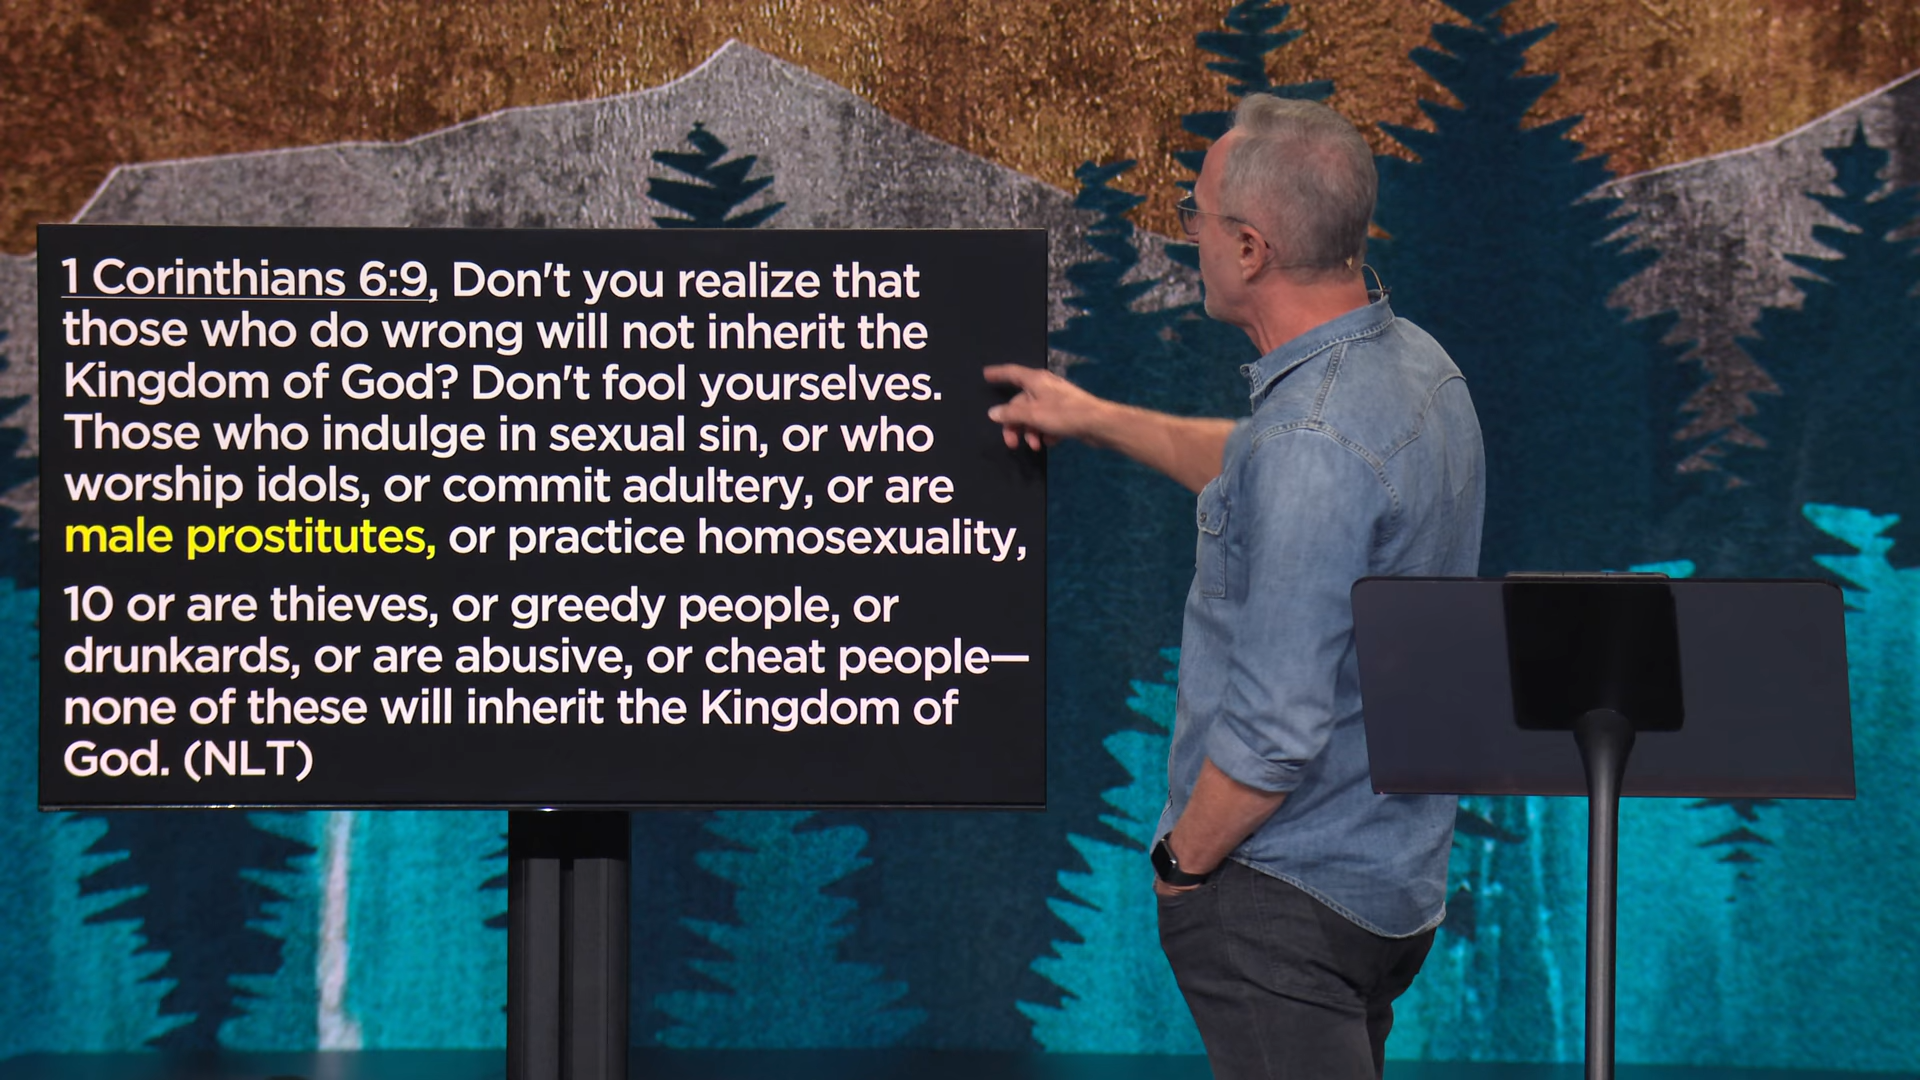 1 Corinthians 6:9, Don't you realize that
those who do wrong will not inherit the
Kingdom of God? Don't fool yourselves.
Those who indulge in sexual sin, or who
worship idols, or commit adultery, or are
male prostitutes, or practice homosexuality,
10 or are thieves, or greedy people, or
drunkards, or are abusive, or cheat people—
none of these will inherit the Kingdom of
God. (NLT)